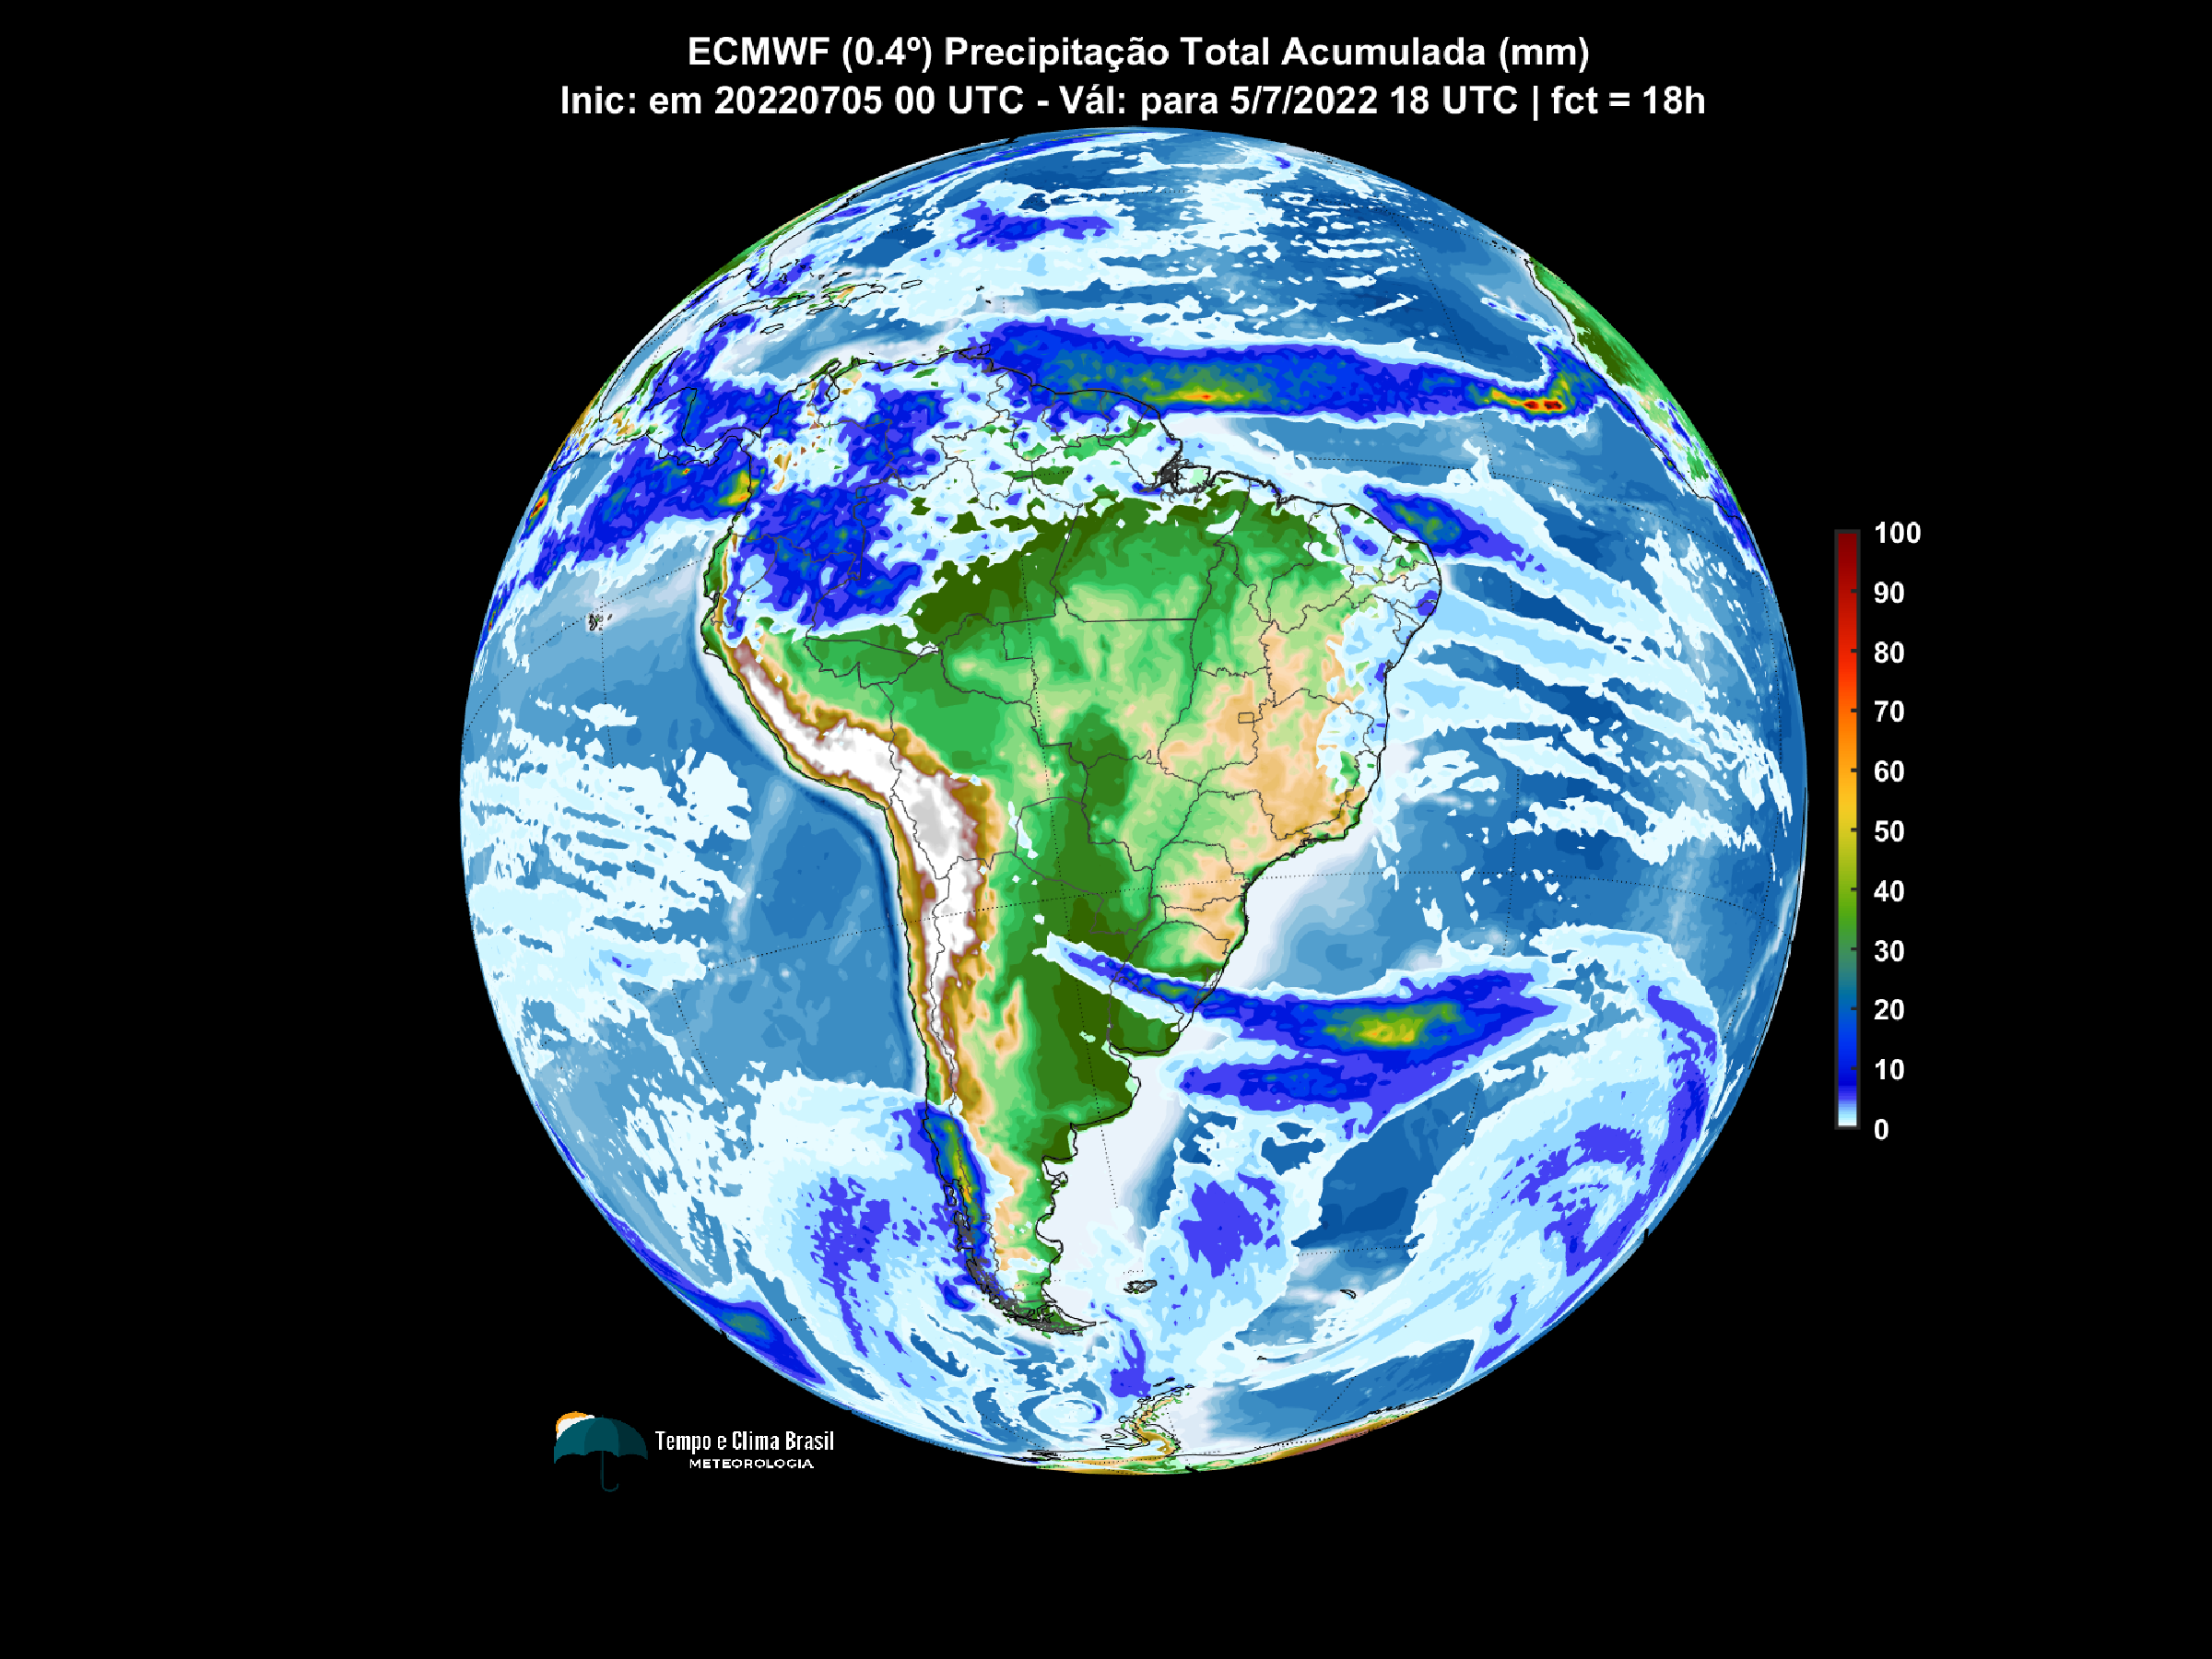 ECMWF (0.4º) Precipitação Total Acumulada (mm)
Inic: em 20220705 00 UTC - Vál: para 5/7/2022 18 UTC | fct = 18h
100
90
80
70
60
50
40
30
20
10
0
Tempo e Clima Brasil
METEOROLOGIA